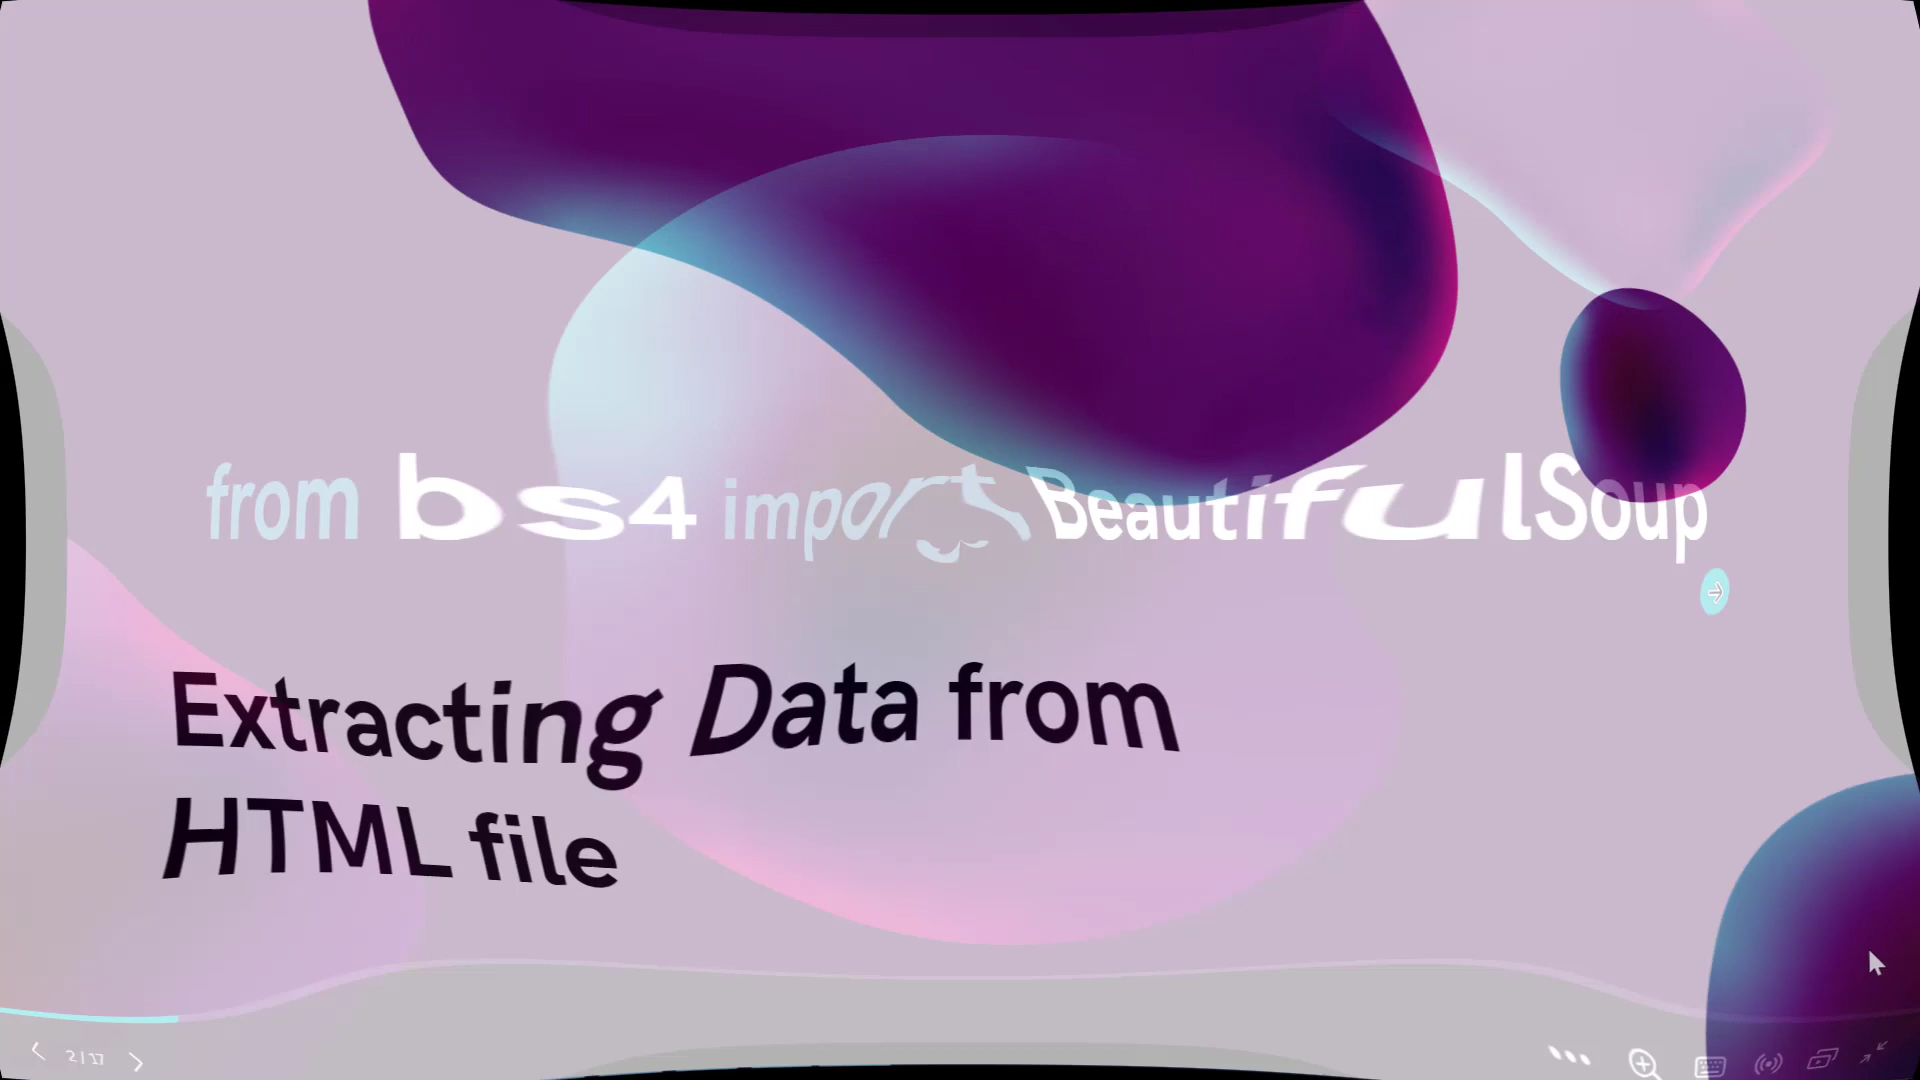 from bs4 import BeautifulSoup
Extracting Data from
HTML file